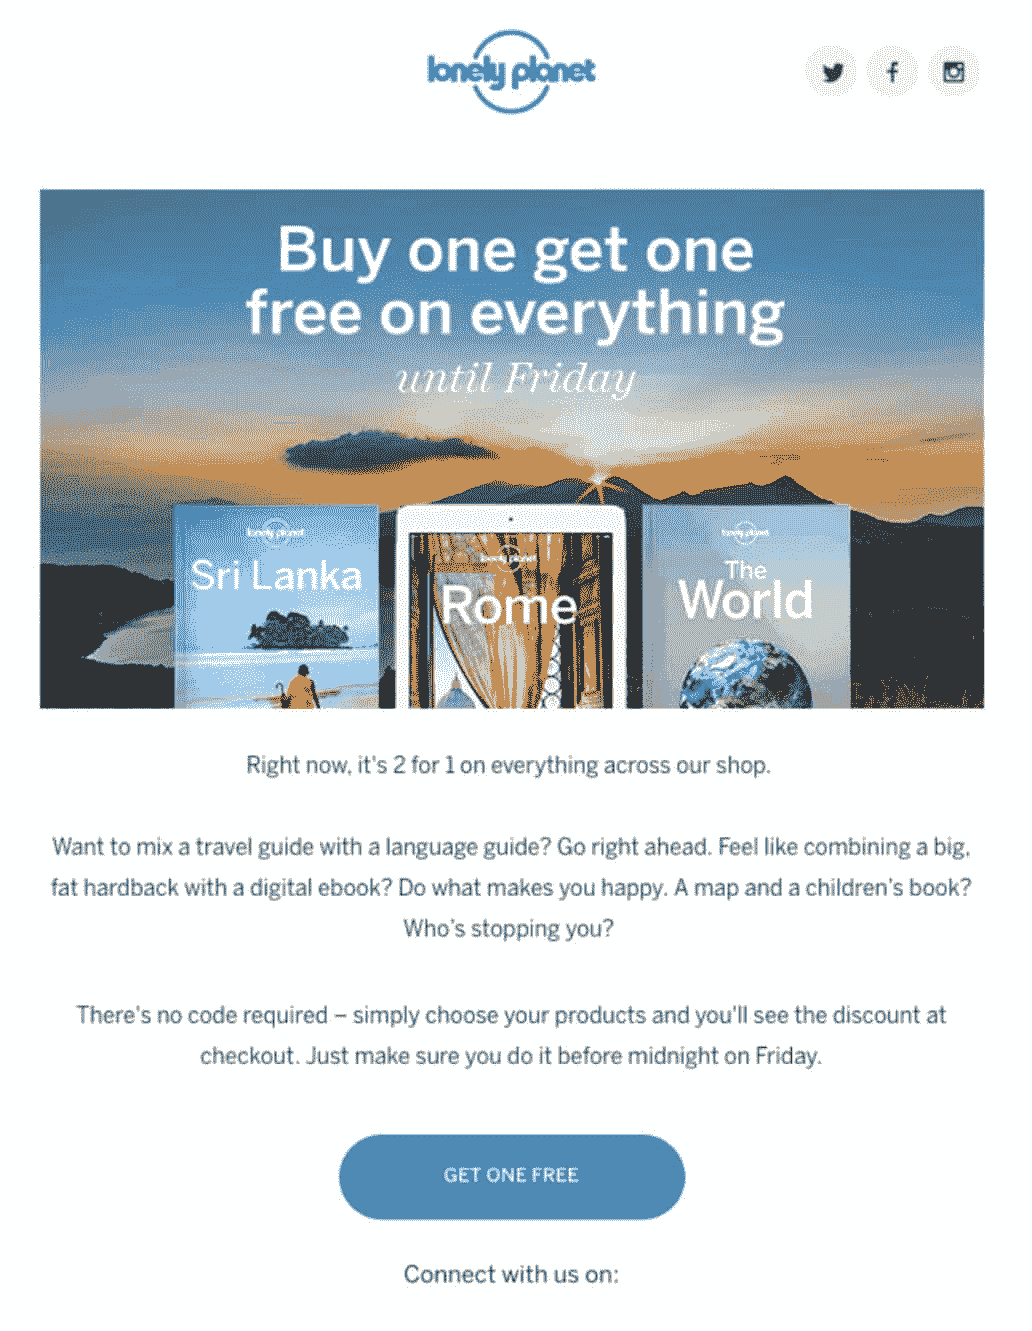 lonely planet
Buy one get one
free on everything
until Friday
lonely planet
Sri Lanka
lonely planet
Rome
lonely planet
The
World
Right now, it's 2 for 1 on everything across our shop.
Want to mix a travel guide with a language guide? Go right ahead. Feel like combining a big,
fat hardback with a digital ebook? Do what makes you happy. A map and a children's book?
Who's stopping you?
There's no code required – simply choose your products and you'll see the discount at
checkout. Just make sure you do it before midnight on Friday.
GET ONE FREE
Connect with us on: